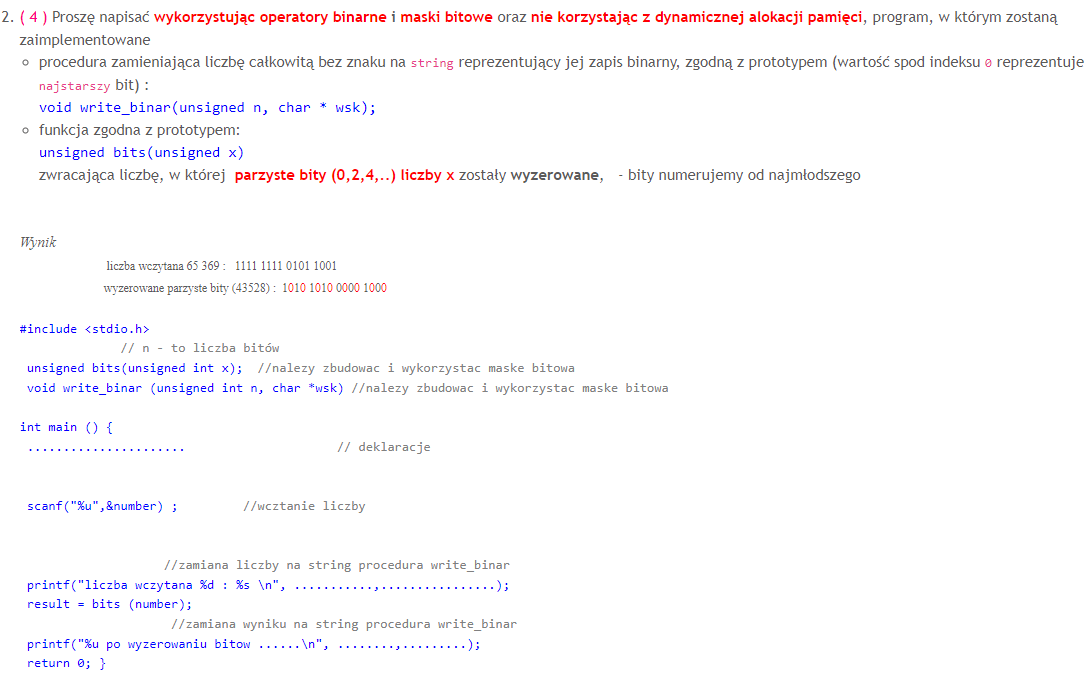 2. ( 4 ) Proszę napisać wykorzystując operatory binarne i maski bitowe oraz nie korzystając z dynamicznej alokacji pamięci, program, w którym zostaną
zaimplementowane
○ procedura zamieniająca liczbę całkowitą bez znaku na string reprezentujący jej zapis binarny, zgodną z prototypem (wartość spod indeksu 0 reprezentuje
najstarszy bit) :
void write_binar(unsigned n, char * wsk);
○ funkcja zgodna z prototypem:
unsigned bits(unsigned x)
zwracająca liczbę, w której parzyste bity (0,2,4,..) liczby x zostały wyzerowane, - bity numerujemy od najmłodszego
Wynik
liczba wczytana 65 369 : 1111 1111 0101 1001
wyzerowane parzyste bity (43528) : 1010 1010 0000 1000
#include <stdio.h>
// n - to liczba bitów
unsigned bits(unsigned int x); //nalezy zbudowac i wykorzystac maske bitowa
void write_binar (unsigned int n, char *wsk) //nalezy zbudowac i wykorzystac maske bitowa
int main () {
...................... // deklaracje
scanf("%u",&number) ; //wcztanie liczby
//zamiana liczby na string procedura write_binar
printf("liczba wczytana %d : %s \n", ...........,...............);
result = bits (number);
//zamiana wyniku na string procedura write_binar
printf("%u po wyzerowaniu bitow ......\n", ........,.........);
return 0; }